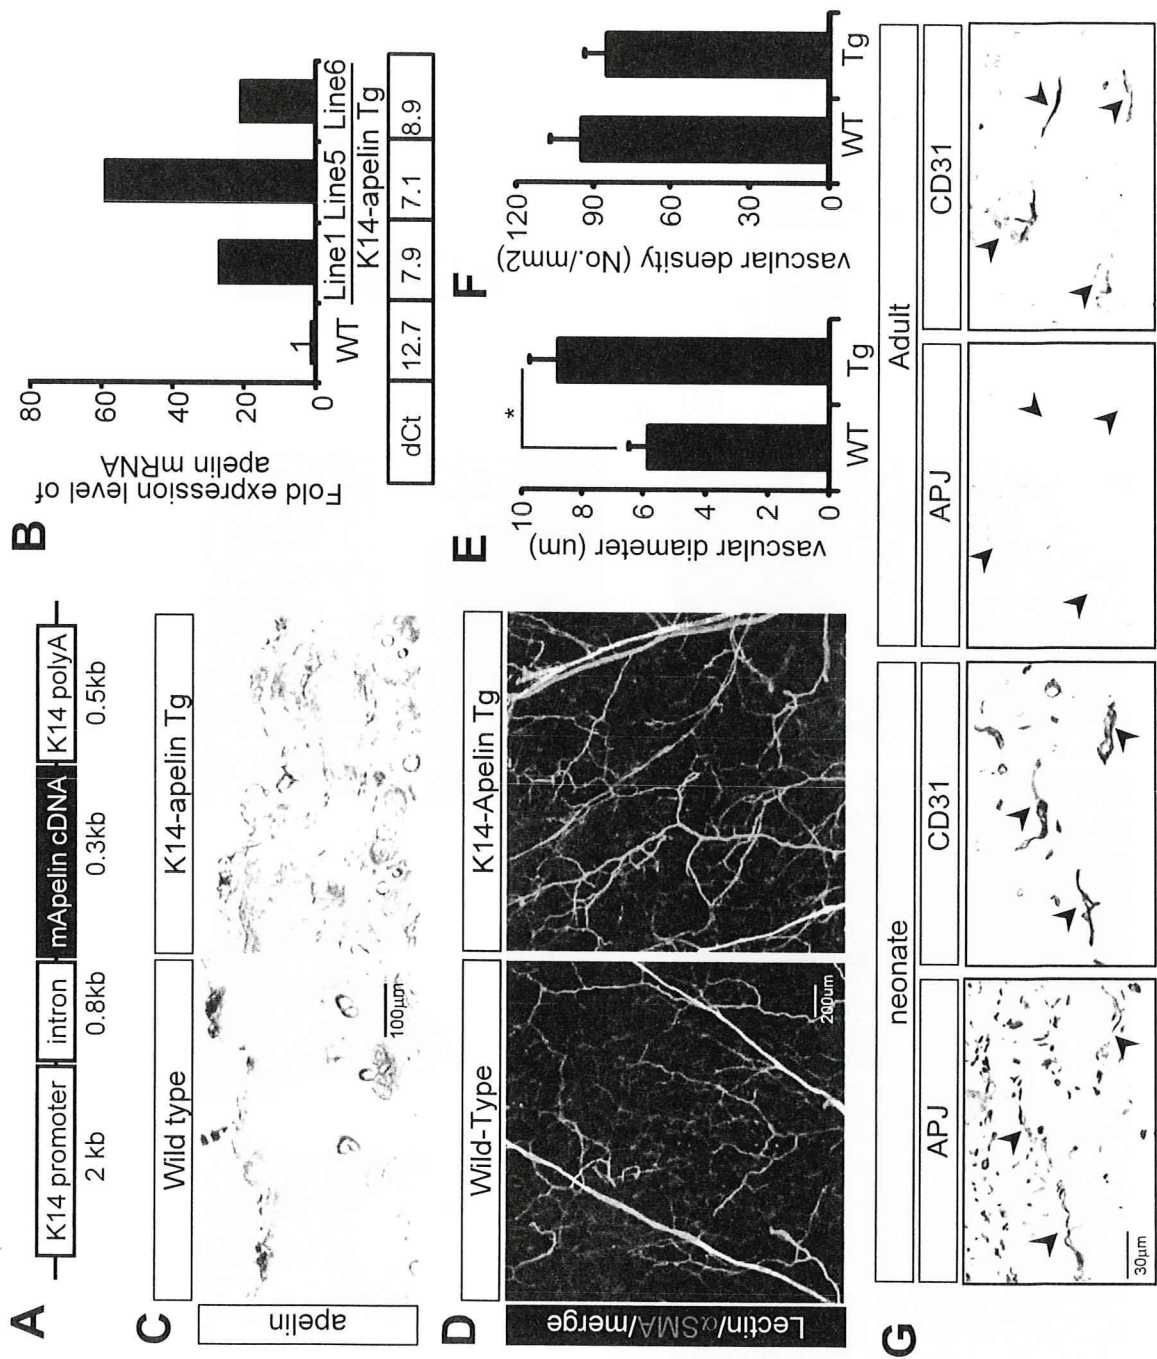 A
K14 promoter
intron
mApelin cDNA
K14 polyA
2 kb
0.8kb
0.3kb
0.5kb
B
Fold expression level of
apelin mRNA
80
60
40
20
0
1
WT
Line1
Line5
Line6
K14-apelin Tg
dCt
12.7
7.9
7.1
8.9
C
Wild type
K14-apelin Tg
apelin
100μm
D
Wild-Type
K14-Apelin Tg
Lectin/αSMA/merge
200um
E
vascular diameter (um)
10
8
6
4
2
0
*
WT
Tg
F
vascular density (No./mm2)
120
90
60
30
0
WT
Tg
G
neonate
Adult
APJ
CD31
APJ
CD31
30μm